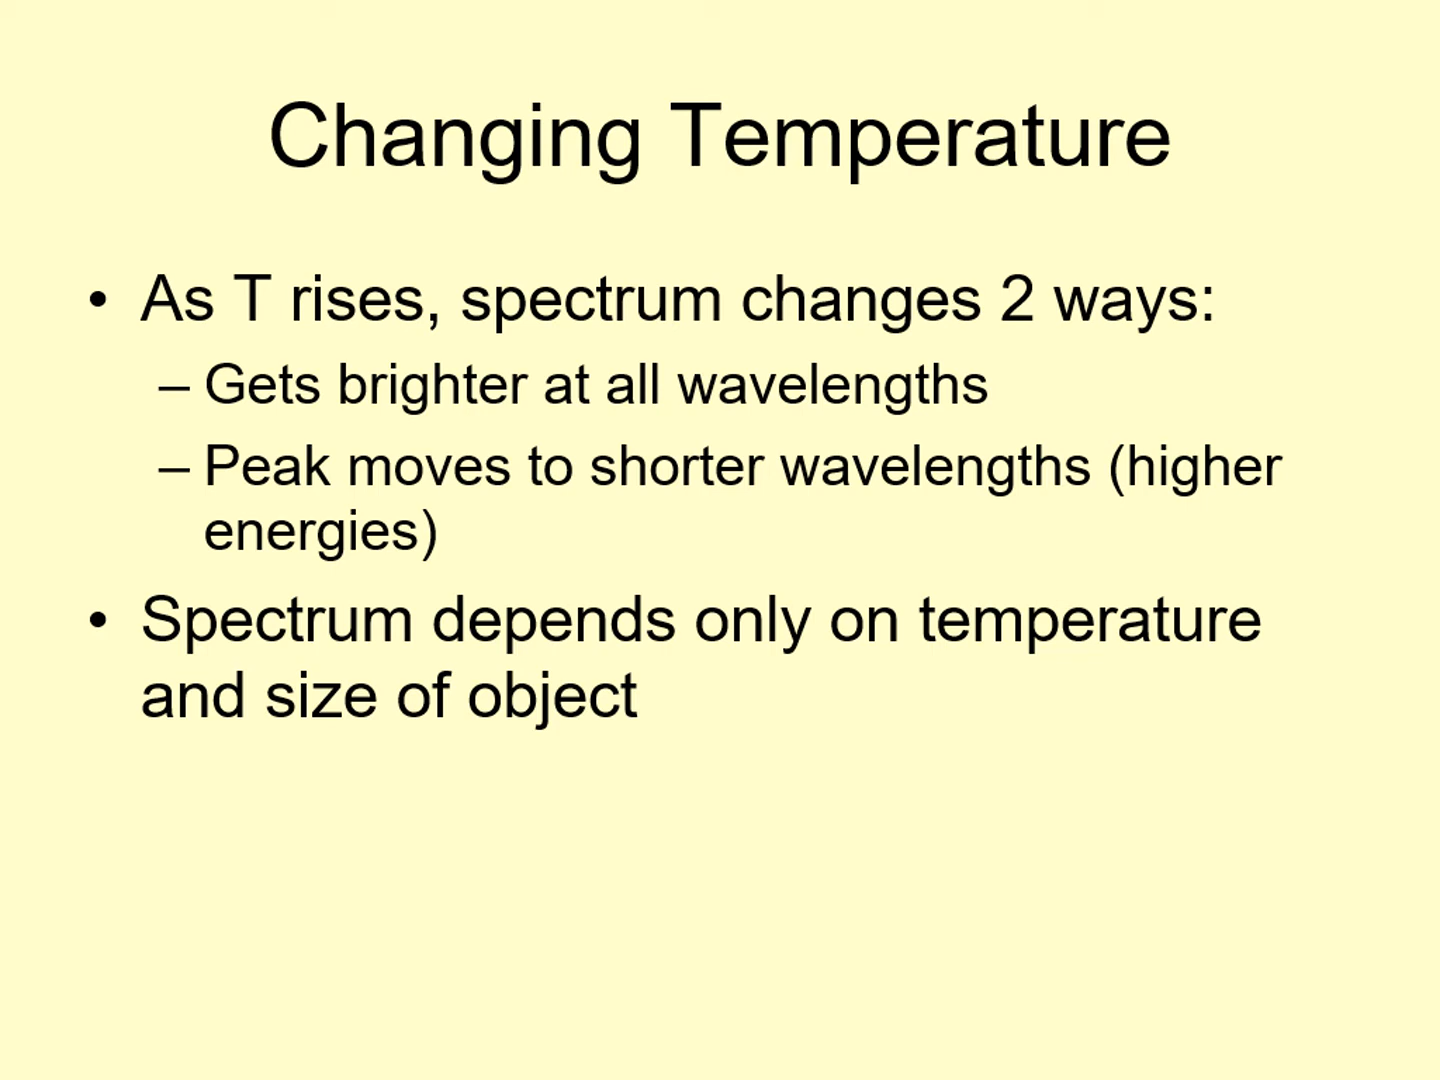 Changing Temperature
• As T rises, spectrum changes 2 ways:
– Gets brighter at all wavelengths
– Peak moves to shorter wavelengths (higher
energies)
• Spectrum depends only on temperature
and size of object